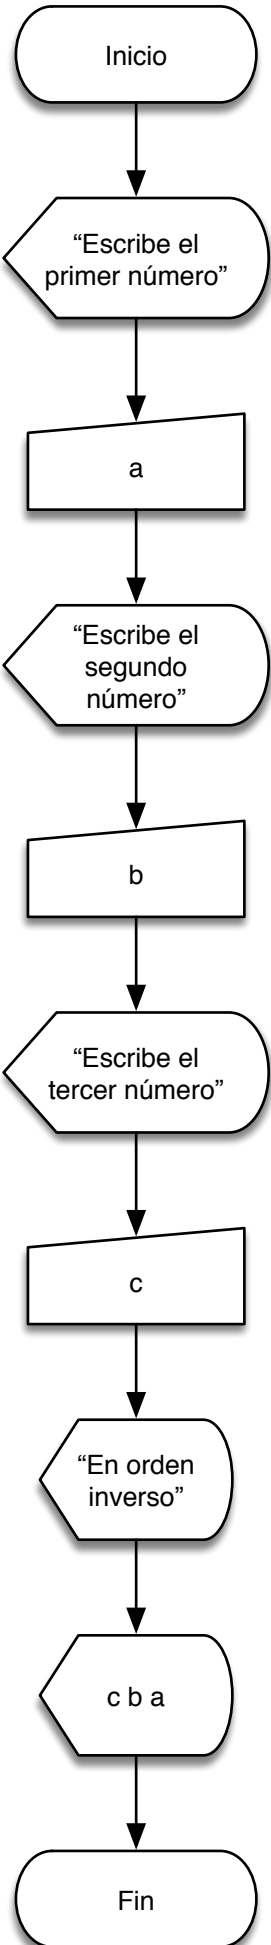 Inicio
“Escribe el
primer número”
a
“Escribe el
segundo
número”
b
“Escribe el
tercer número”
c
“En orden
inverso”
c b a
Fin